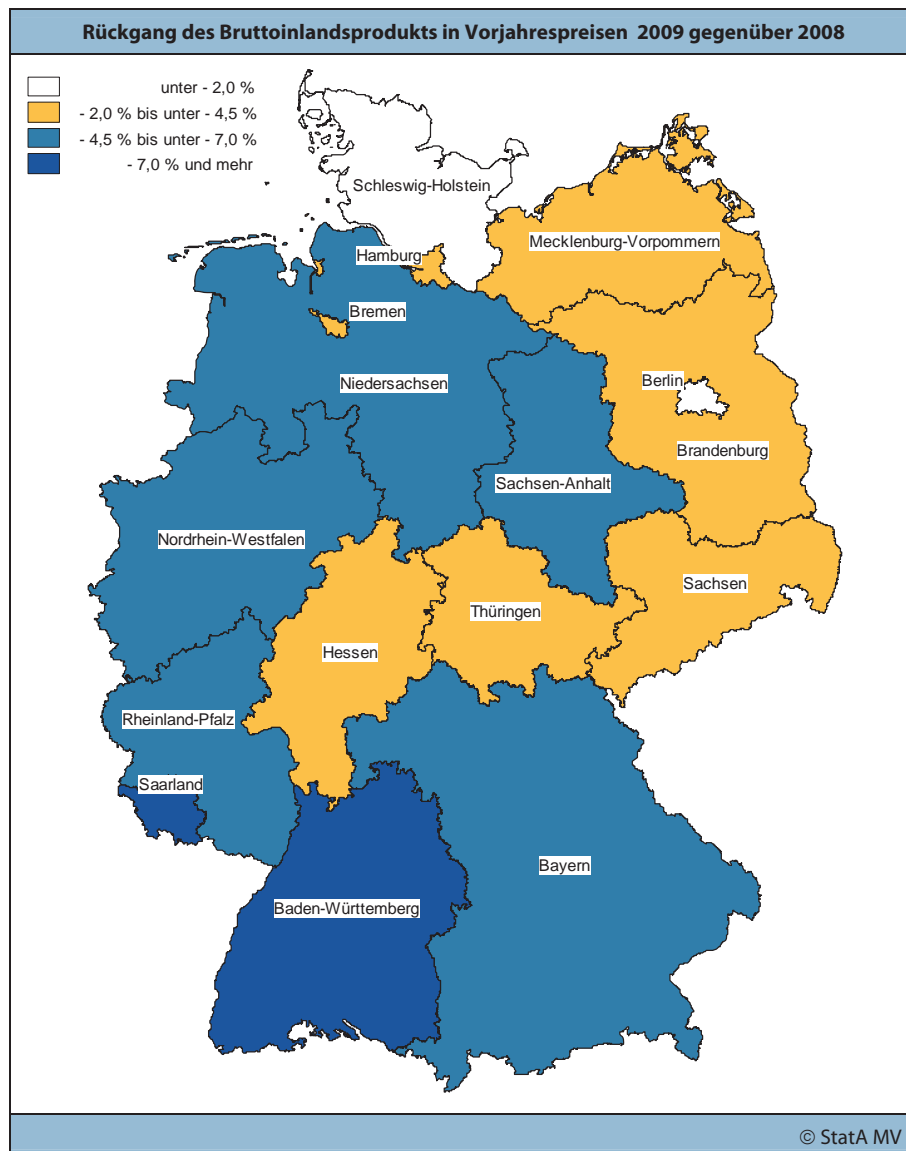 Rückgang des Bruttoinlandsprodukts in Vorjahrespreisen 2009 gegenüber 2008
unter - 2,0 %
- 2,0 % bis unter - 4,5 %
- 4,5 % bis unter - 7,0 %
- 7,0 % und mehr
Schleswig-Holstein
Mecklenburg-Vorpommern
Hamburg
Bremen
Niedersachsen
Berlin
Brandenburg
Sachsen-Anhalt
Nordrhein-Westfalen
Sachsen
Thüringen
Hessen
Rheinland-Pfalz
Saarland
Bayern
Baden-Württemberg
© StatA MV